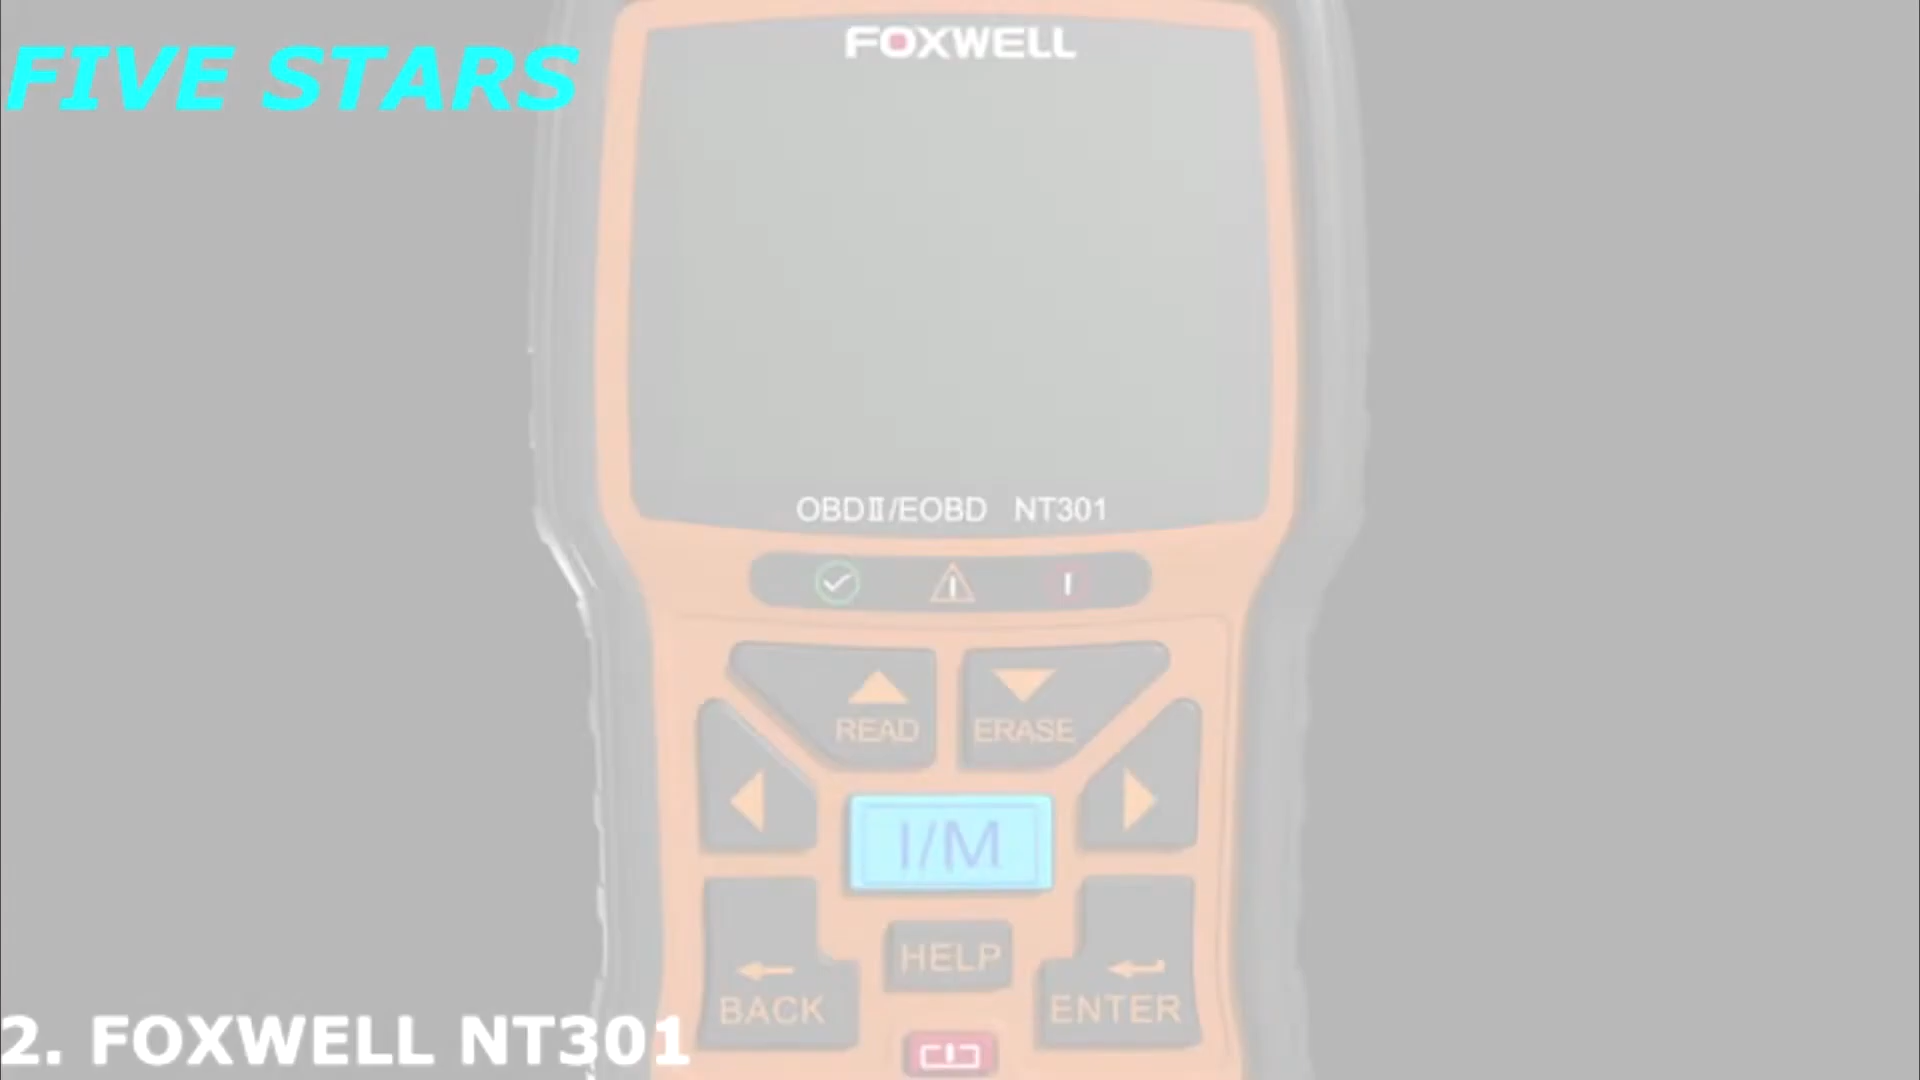 FIVE STARS
FOXWELL
OBDⅡ/EOBD NT301
READ
ERASE
I/M
HELP
BACK
ENTER
2. FOXWELL NT301